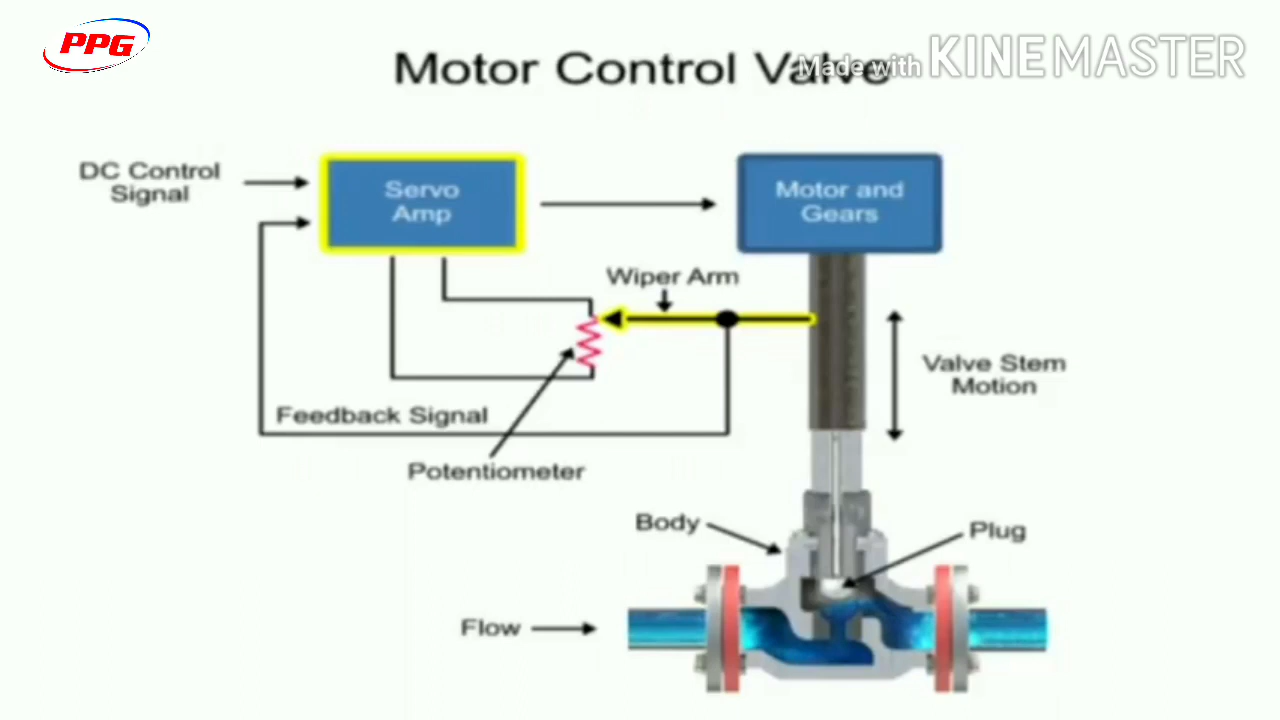 PPG
Motor Control Valve
Made with KINEMASTER
DC Control
Signal
Servo
Amp
Motor and
Gears
Wiper Arm
Valve Stem
Motion
Feedback Signal
Potentiometer
Body
Plug
Flow